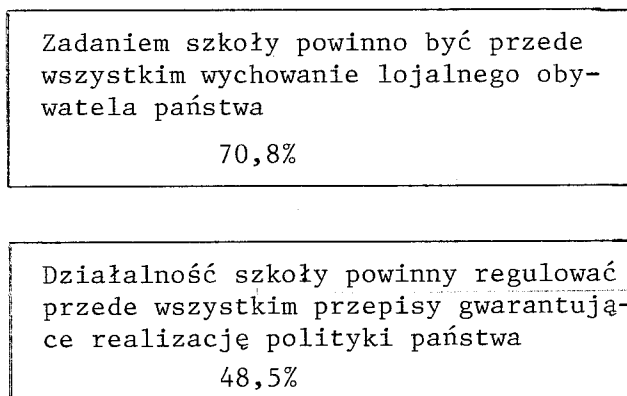 Zadaniem szkoły powinno być przede
wszystkim wychowanie lojalnego oby-
watela państwa
70,8%
Działalność szkoły powinny regulować
przede wszystkim przepisy gwarantują-
ce realizację polityki państwa
48,5%